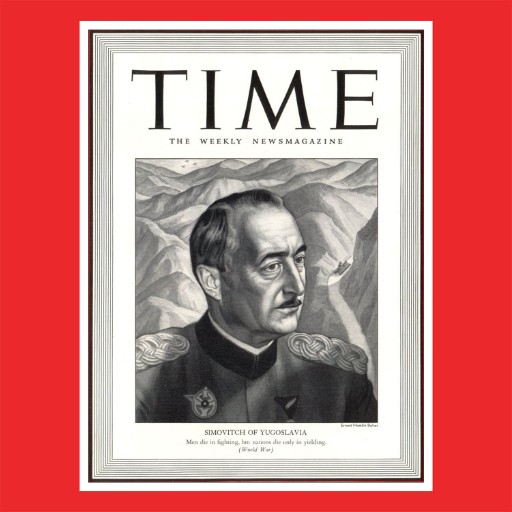 TIME
THE WEEKLY NEWSMAGAZINE
SIMOVITCH OF YUGOSLAVIA
Men die in fighting, but nations die only in yielding.
(World War)